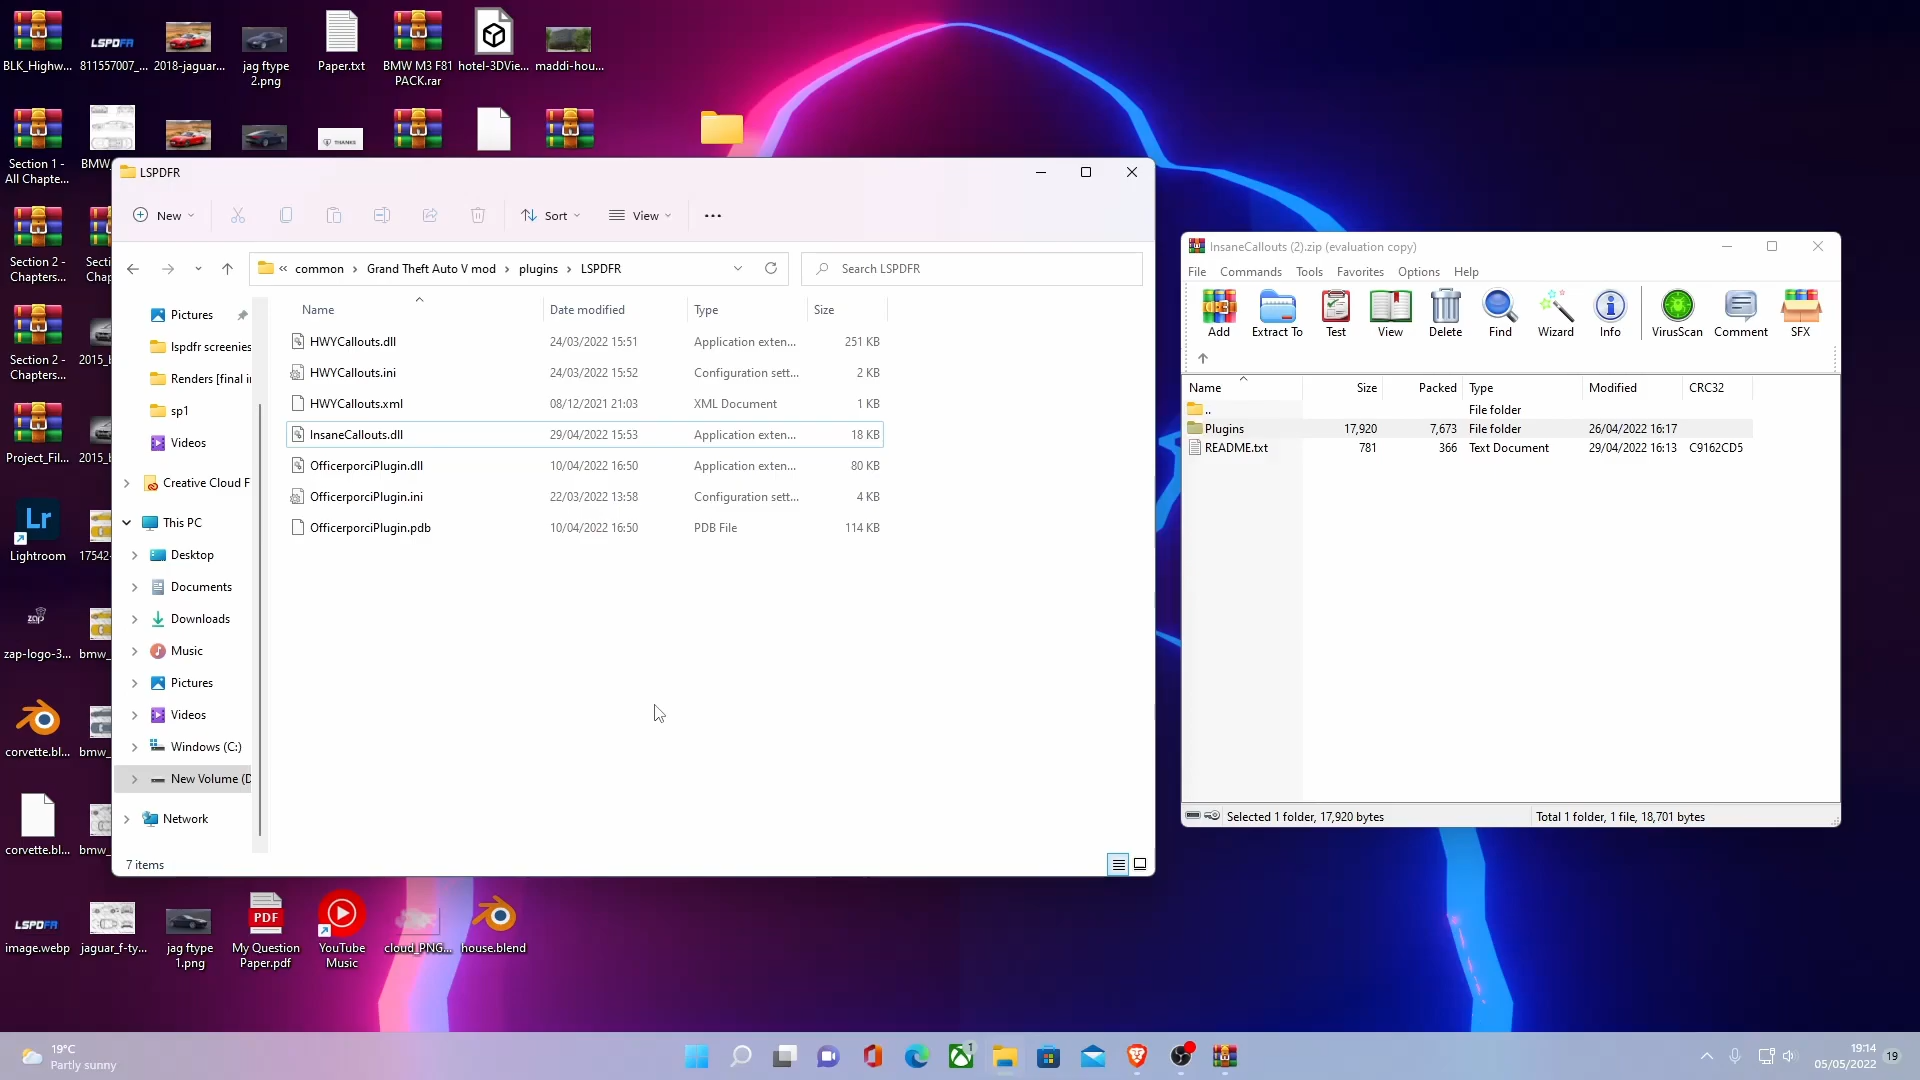 LSPDFR
BLK_Highw...
811557007_...
2018-jaguar...
jag ftype
2.png
Paper.txt
BMW M3 F81
PACK.rar
hotel-3DVie...
maddi-hou...
THANKS
Section 1 -
All Chapte...
BMW_
Section 2 -
Chapters...
Secti
Chap
Section 2 -
Chapters...
2015_b
Project_Fil...
2015_b
Lr
Lightroom
17542-
zap
zap-logo-3...
bmw_
corvette.bl...
bmw_
corvette.bl...
bmw_
LSPDFR
image.webp
jaguar_f-ty...
jag ftype
1.png
PDF
My Question
Paper.pdf
YouTube
Music
cloud_PNG...
house.blend
LSPDFR
New
Sort
View
« common > Grand Theft Auto V mod > plugins > LSPDFR
Search LSPDFR
Pictures
lspdfr screenies
Renders [final i
sp1
Videos
Creative Cloud F
This PC
Desktop
Documents
Downloads
Music
Pictures
Videos
Windows (C:)
New Volume (D
Network
Name Date modified Type Size
HWYCallouts.dll 24/03/2022 15:51 Application exten... 251 KB
HWYCallouts.ini 24/03/2022 15:52 Configuration sett... 2 KB
HWYCallouts.xml 08/12/2021 21:03 XML Document 1 KB
InsaneCallouts.dll 29/04/2022 15:53 Application exten... 18 KB
OfficerporciPlugin.dll 10/04/2022 16:50 Application exten... 80 KB
OfficerporciPlugin.ini 22/03/2022 13:58 Configuration sett... 4 KB
OfficerporciPlugin.pdb 10/04/2022 16:50 PDB File 114 KB
7 items
InsaneCallouts (2).zip (evaluation copy)
File Commands Tools Favorites Options Help
Add Extract To Test View Delete Find Wizard Info VirusScan Comment SFX
Name Size Packed Type Modified CRC32
.. File folder
Plugins 17,920 7,673 File folder 26/04/2022 16:17
README.txt 781 366 Text Document 29/04/2022 16:13 C9162CD5
Selected 1 folder, 17,920 bytes
Total 1 folder, 1 file, 18,701 bytes
19°C
Partly sunny
1
19:14
05/05/2022
19